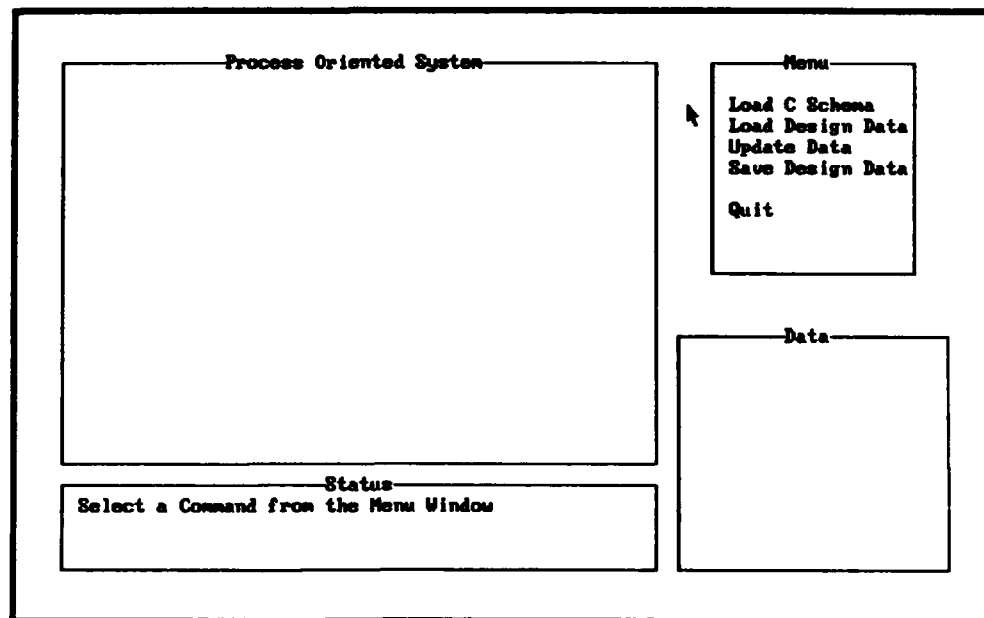 Process Oriented System
Menu
Load C Schema
Load Design Data
Update Data
Save Design Data
Quit
Data
Status
Select a Command from the Menu Window